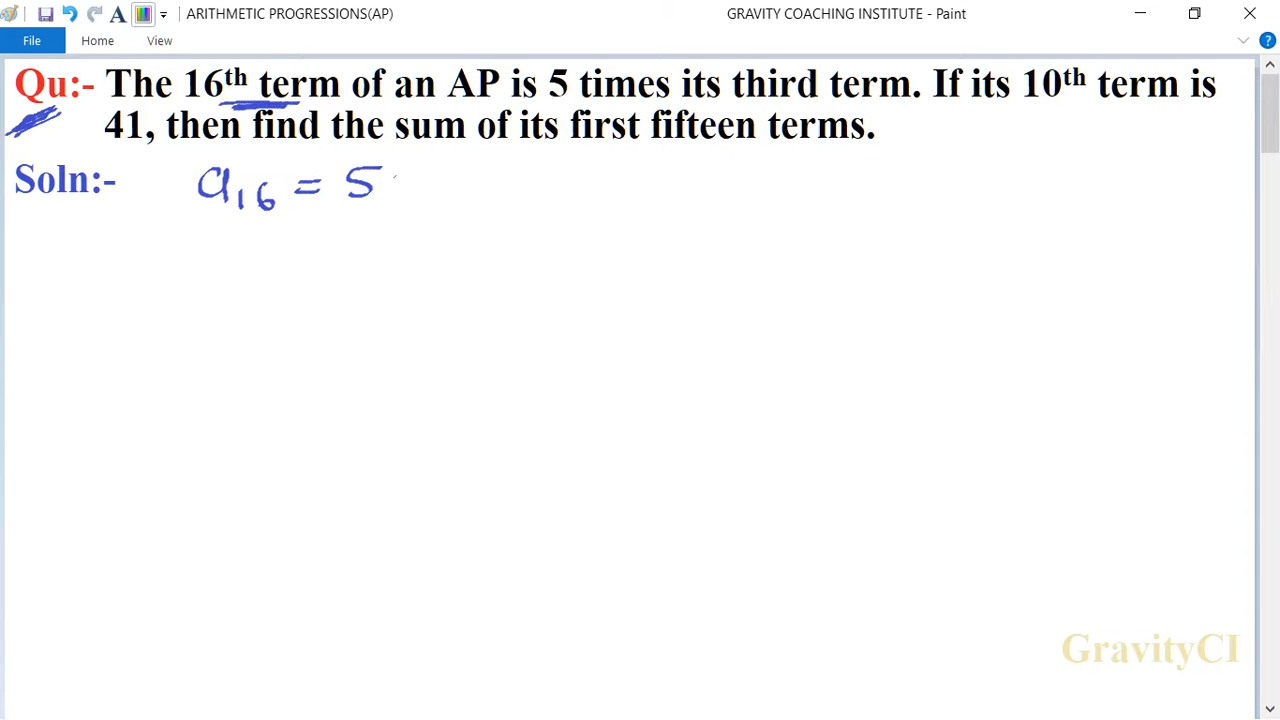 ARITHMETIC PROGRESSIONS(AP) GRAVITY COACHING INSTITUTE - Paint
File Home View
Qu:- The 16th term of an AP is 5 times its third term. If its 10th term is
41, then find the sum of its first fifteen terms.
Soln:- a16 = 5
GravityCI